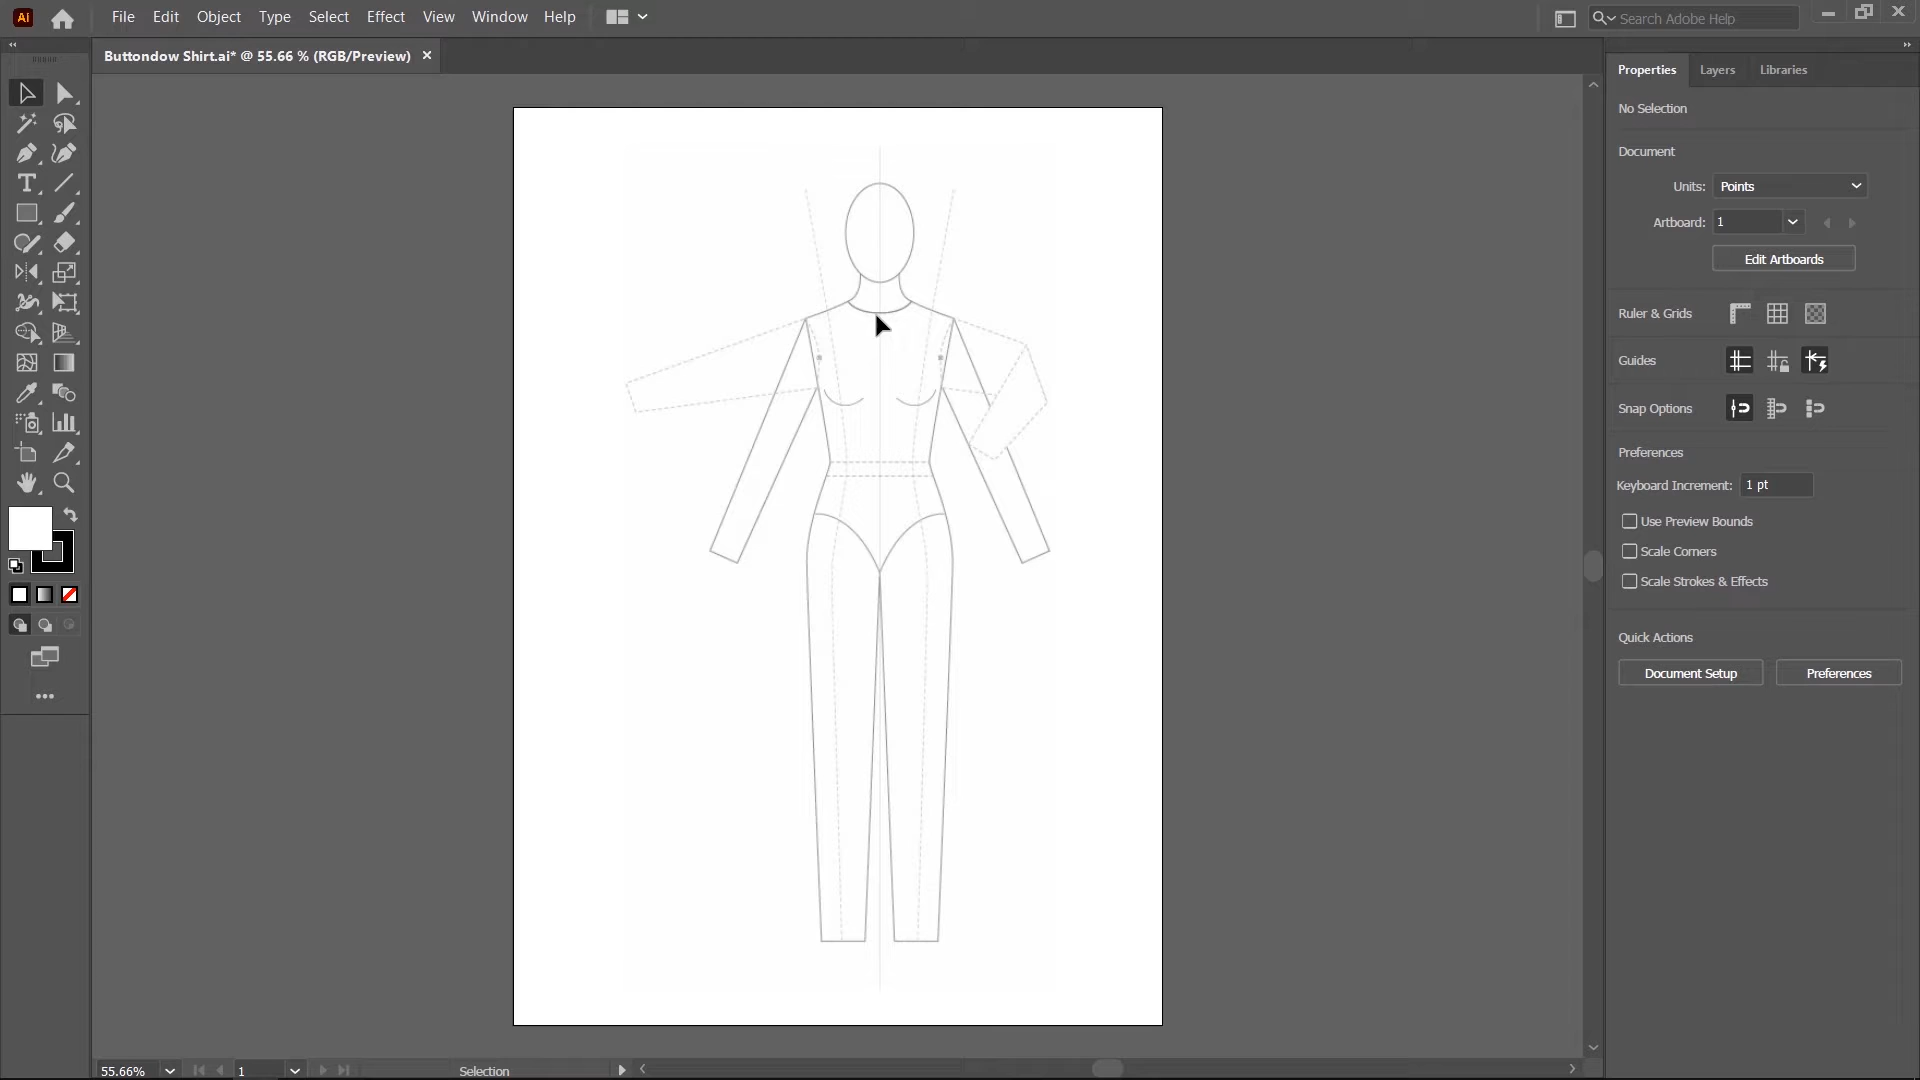 Ai File Edit Object Type Select Effect View Window Help Search Adobe Help
Buttondow Shirt.ai* @ 55.66 % (RGB/Preview) ×
Properties Layers Libraries
No Selection
Document
Units: Points
Artboard: 1
Edit Artboards
Ruler & Grids
Guides
Snap Options
Preferences
Keyboard Increment: 1 pt
Use Preview Bounds
Scale Corners
Scale Strokes & Effects
Quick Actions
Document Setup Preferences
55.66% 1 Selection